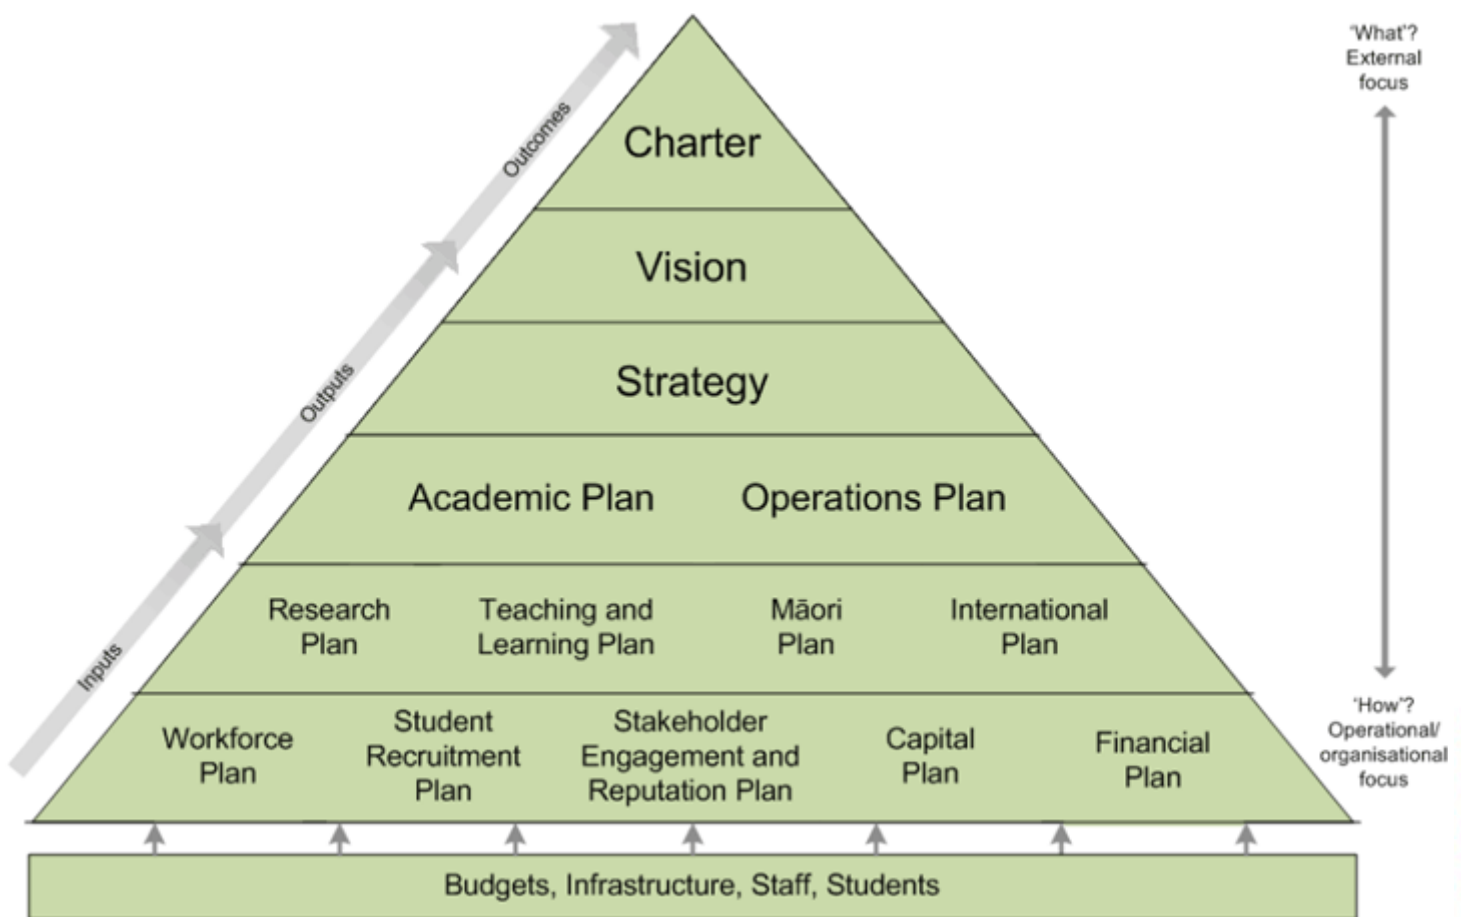 'What'?
External
focus
Outcomes
Charter
Vision
Outputs
Strategy
Academic Plan
Operations Plan
Research
Plan
Teaching and
Learning Plan
Māori
Plan
International
Plan
Inputs
Workforce
Plan
Student
Recruitment
Plan
Stakeholder
Engagement and
Reputation Plan
Capital
Plan
Financial
Plan
'How'?
Operational/
organisational
focus
Budgets, Infrastructure, Staff, Students